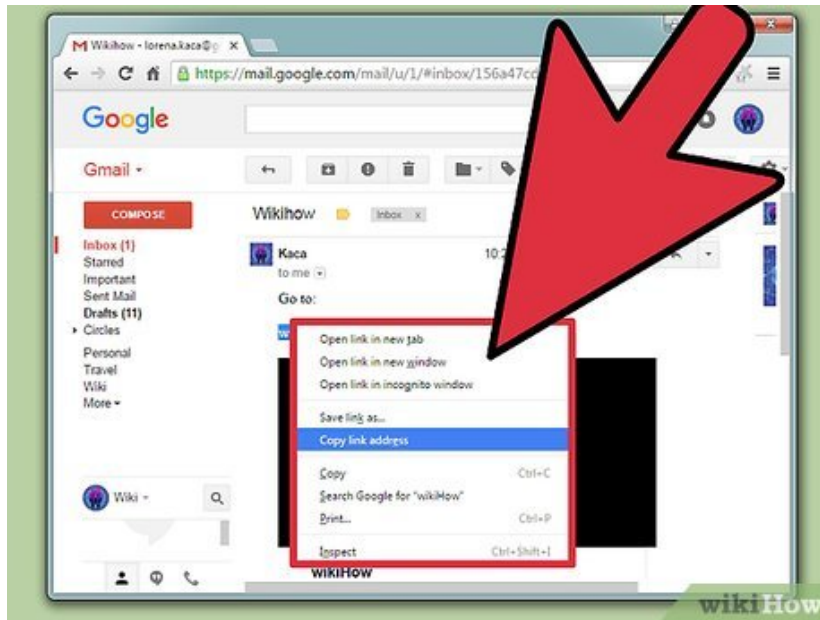 Wikihow - lorena.kaca@g
https://mail.google.com/mail/u/1/#inbox/156a47cc
Google
Gmail
COMPOSE
Wikihow
Inbox x
Inbox (1)
Starred
Important
Sent Mail
Drafts (11)
Circles
Personal
Travel
Wiki
More
Kaca
to me
Go to:
Open link in new tab
Open link in new window
Open link in incognito window
Save link as...
Copy link address
Copy Ctrl+C
Search Google for "wikiHow"
Print... Ctrl+P
Inspect Ctrl+Shift+I
wikiHow
Wiki
wikiHow